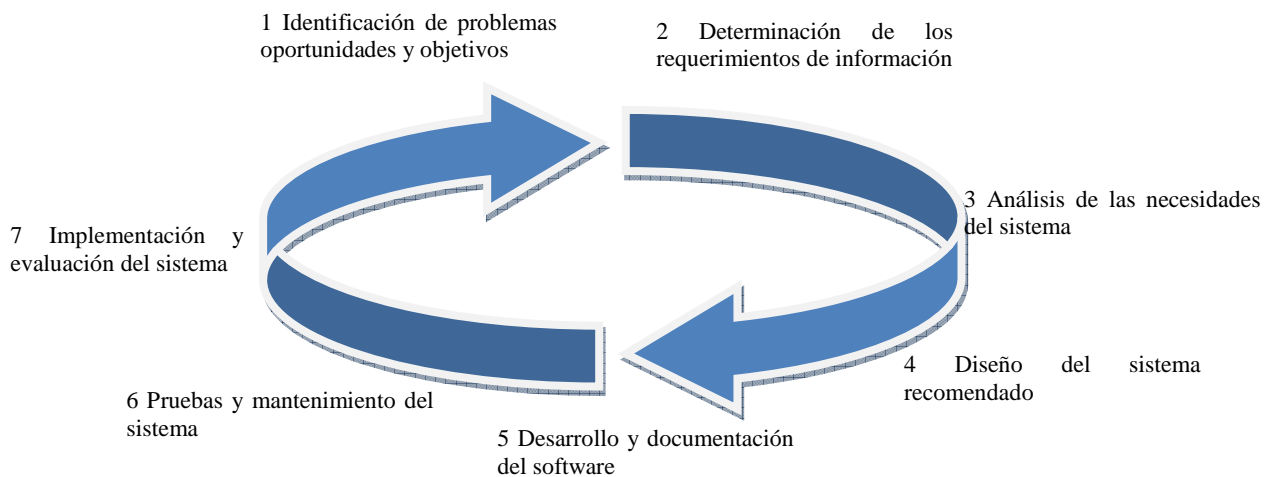 1 Identificación de problemas
oportunidades y objetivos
2 Determinación de los
requerimientos de información
3 Análisis de las necesidades
del sistema
4 Diseño del sistema
recomendado
5 Desarrollo y documentación
del software
6 Pruebas y mantenimiento del
sistema
7 Implementación y
evaluación del sistema